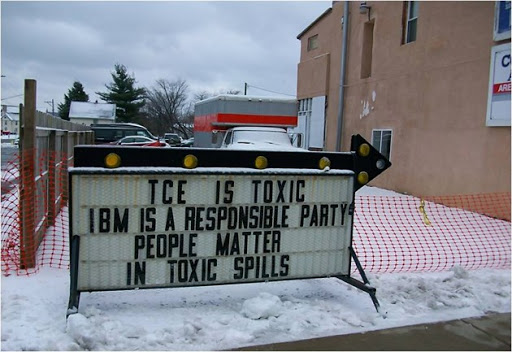 TCE IS TOXIC
IBM IS A RESPONSIBLE PARTY
PEOPLE MATTER
IN TOXIC SPILLS